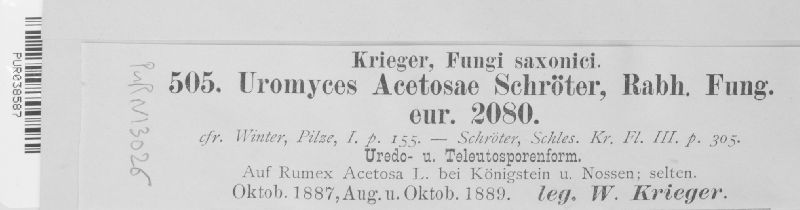 PUR038587
PUR N13026
Krieger, Fungi saxonici.
505. Uromyces Acetosae Schröter, Rabh. Fung.
eur. 2080.
cfr. Winter, Pilze, I. p. 155. — Schröter, Schles. Kr. Fl. III. p. 305.
Uredo- u. Teleutosporenform.
Auf Rumex Acetosa L. bei Königstein u. Nossen; selten.
Oktob. 1887, Aug. u. Oktob. 1889. leg. W. Krieger.